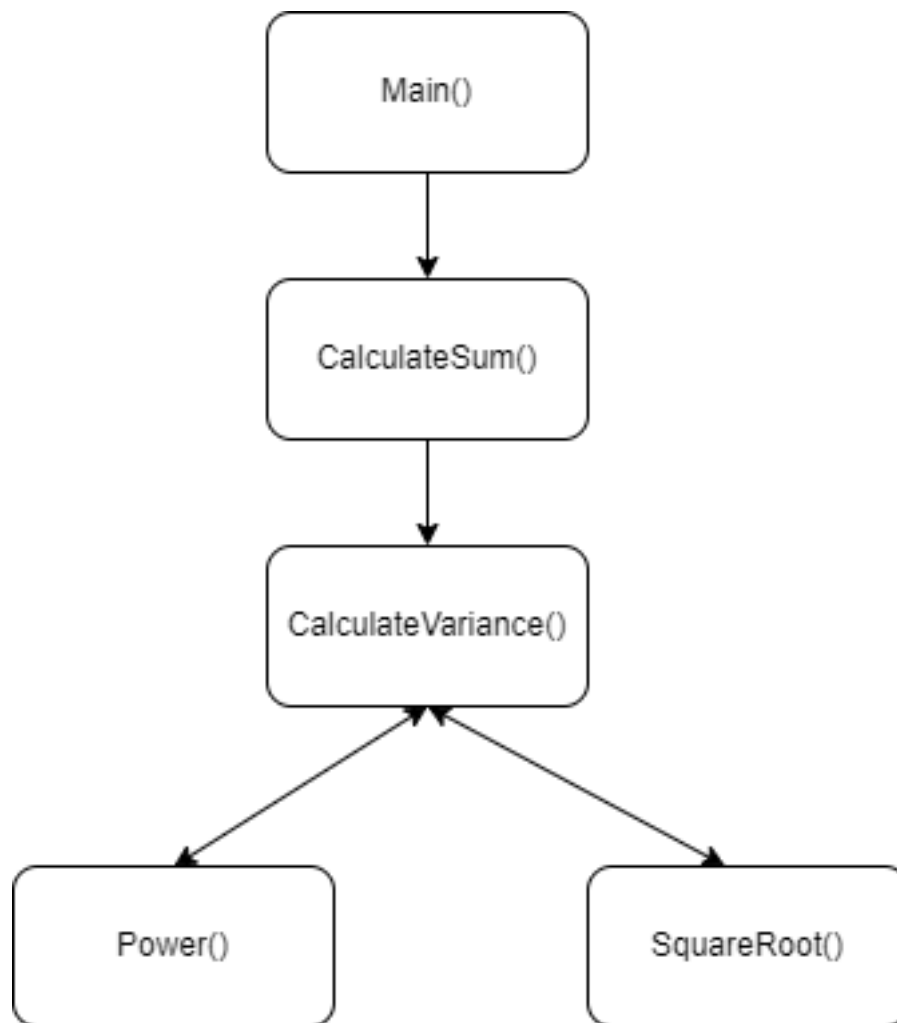 Main()
CalculateSum()
CalculateVariance()
Power()
SquareRoot()